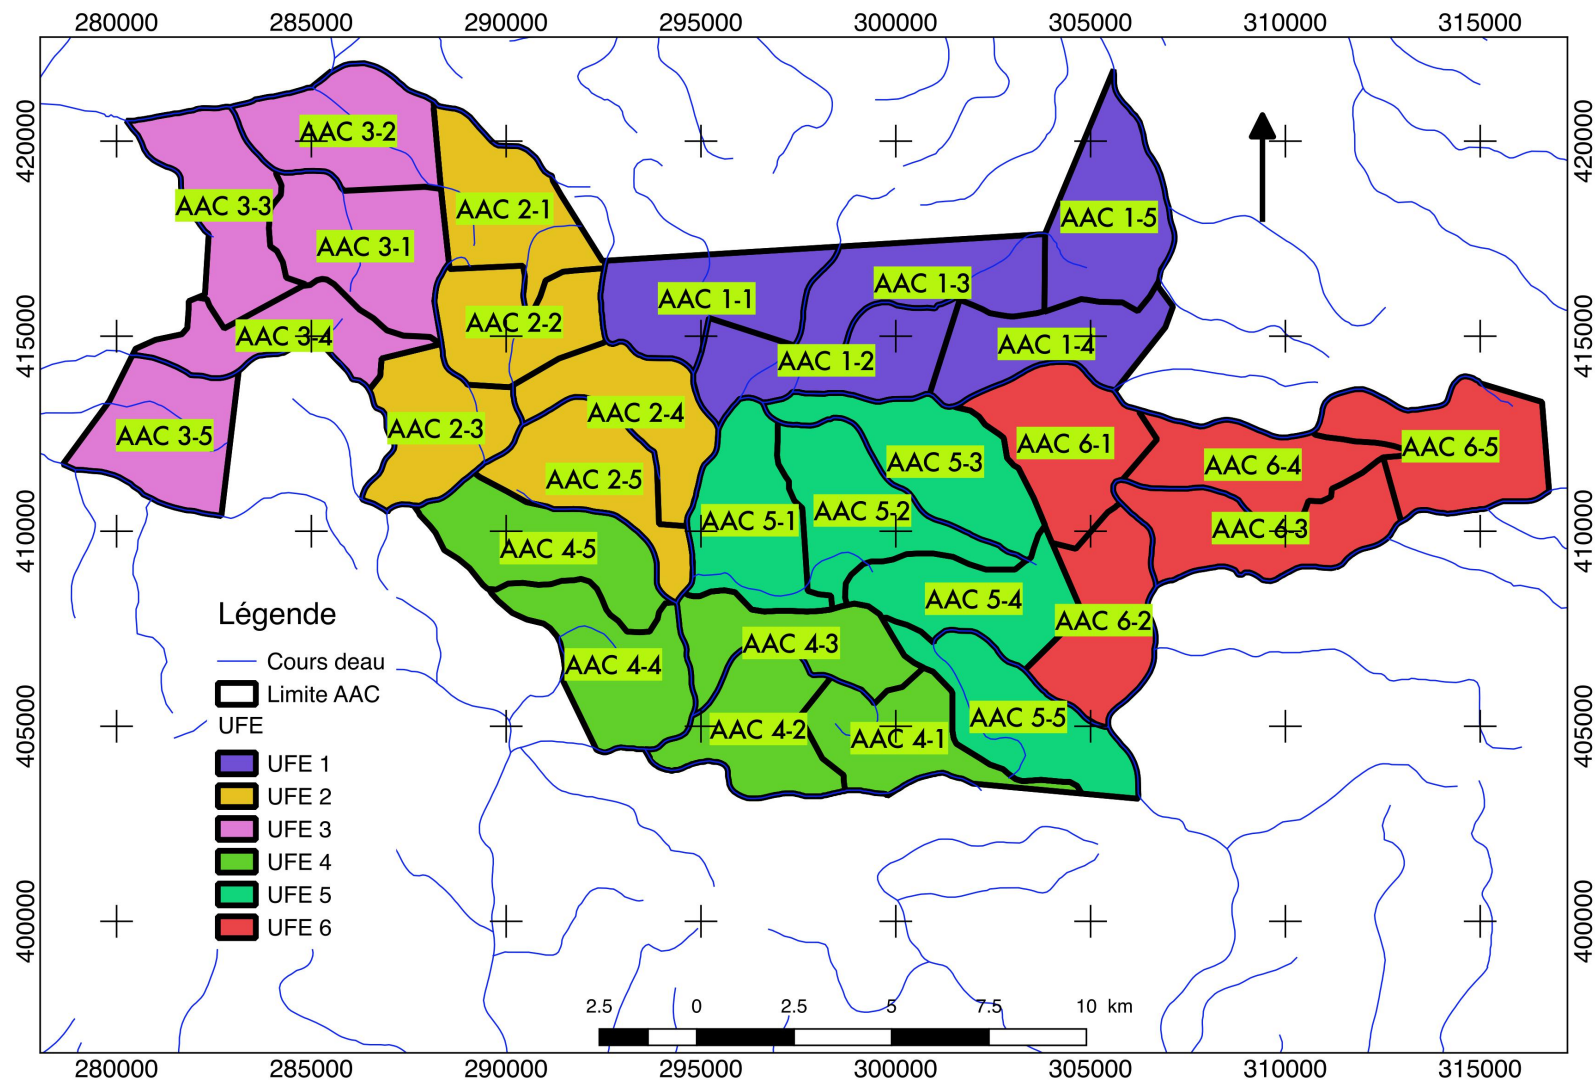 280000 285000 290000 295000 300000 305000 310000 315000
420000
420000
AAC 3-2
AAC 3-3
AAC 2-1
AAC 1-5
AAC 3-1
AAC 1-3
AAC 1-1
AAC 2-2
415000
415000
AAC 3-4
AAC 1-4
AAC 1-2
AAC 2-4
AAC 2-3
AAC 3-5
AAC 6-1
AAC 6-5
AAC 5-3
AAC 6-4
AAC 2-5
AAC 5-2
AAC 5-1
AAC 6-3
410000
410000
AAC 4-5
AAC 5-4
Légende
AAC 6-2
AAC 4-3
Cours deau
AAC 4-4
Limite AAC
AAC 5-5
UFE
AAC 4-2
AAC 4-1
405000
405000
UFE 1
UFE 2
UFE 3
UFE 4
UFE 5
UFE 6
400000
400000
2.5 0 2.5 5 7.5 10 km
280000 285000 290000 295000 300000 305000 310000 315000